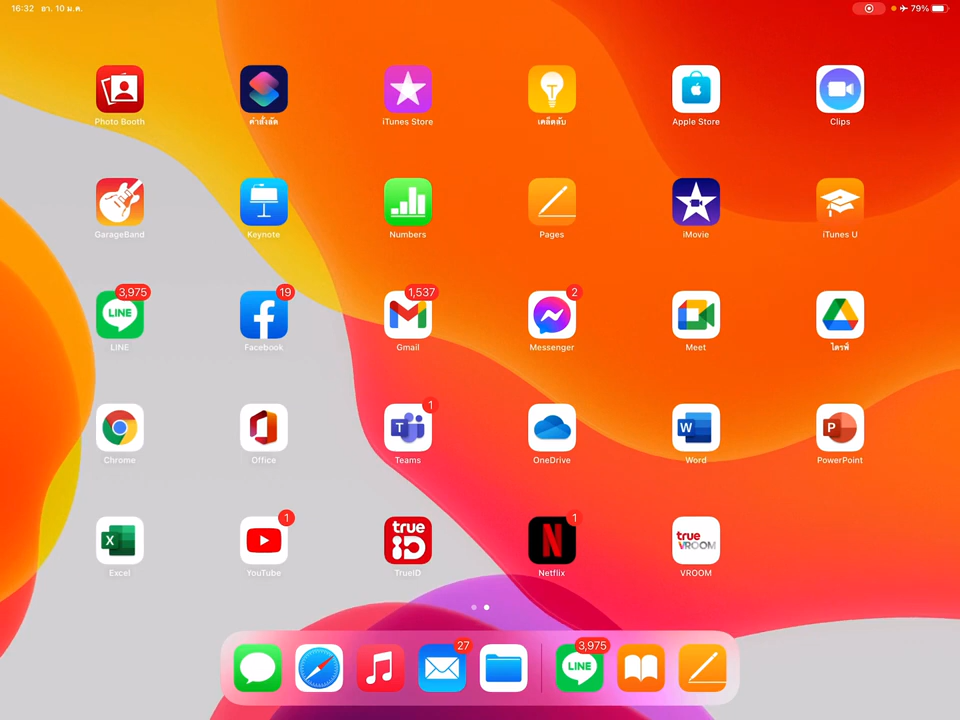 16:32 อา. 10 ม.ค. 79%
Photo Booth คำสั่งลัด iTunes Store เคล็ดลับ Apple Store Clips
GarageBand Keynote Numbers Pages iMovie iTunes U
3,975 19 1,537 2
LINE
LINE Facebook Gmail Messenger Meet ไดรฟ์
1
T W P
Chrome Office Teams OneDrive Word PowerPoint
1 1
X true iD N true VROOM
Excel YouTube TrueID Netflix VROOM
27 3,975
LINE